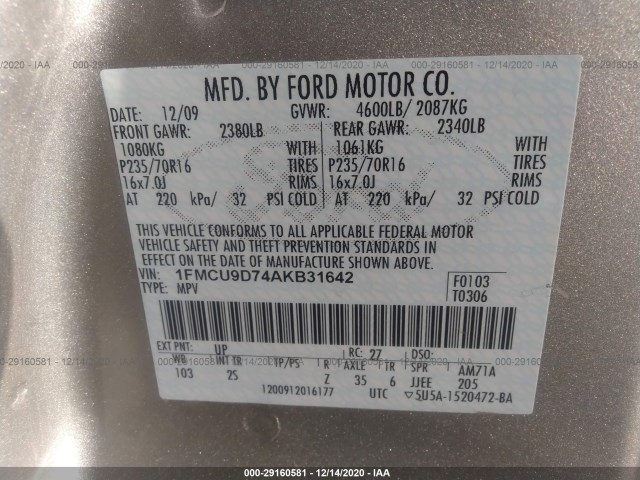 000-29160581 - 12/14/2020 - IAA
MFD. BY FORD MOTOR CO.
DATE: 12/09 GVWR: 4600LB/ 2087KG
FRONT GAWR: 2380LB REAR GAWR: 2340LB
1080KG WITH 1061KG WITH
P235/70R16 TIRES P235/70R16 TIRES
16x7.0J RIMS 16x7.0J RIMS
AT 220 kPa/ 32 PSI COLD AT 220 kPa/ 32 PSI COLD
THIS VEHICLE CONFORMS TO ALL APPLICABLE FEDERAL MOTOR
VEHICLE SAFETY AND THEFT PREVENTION STANDARDS IN
EFFECT ON THE DATE OF MANUFACTURE SHOWN ABOVE.
VIN: 1FMCU9D74AKB31642 F0103
TYPE: MPV T0306
EXT PNT: UP RC: 27 DSO:
WB INT TR TP/PS R AXLE TR SPR AM71A
103 2S Z 35 6 JJEE 205
1200912016177 UTC ▽5U5A-1520472-BA
000-29160581 - 12/14/2020 - IAA